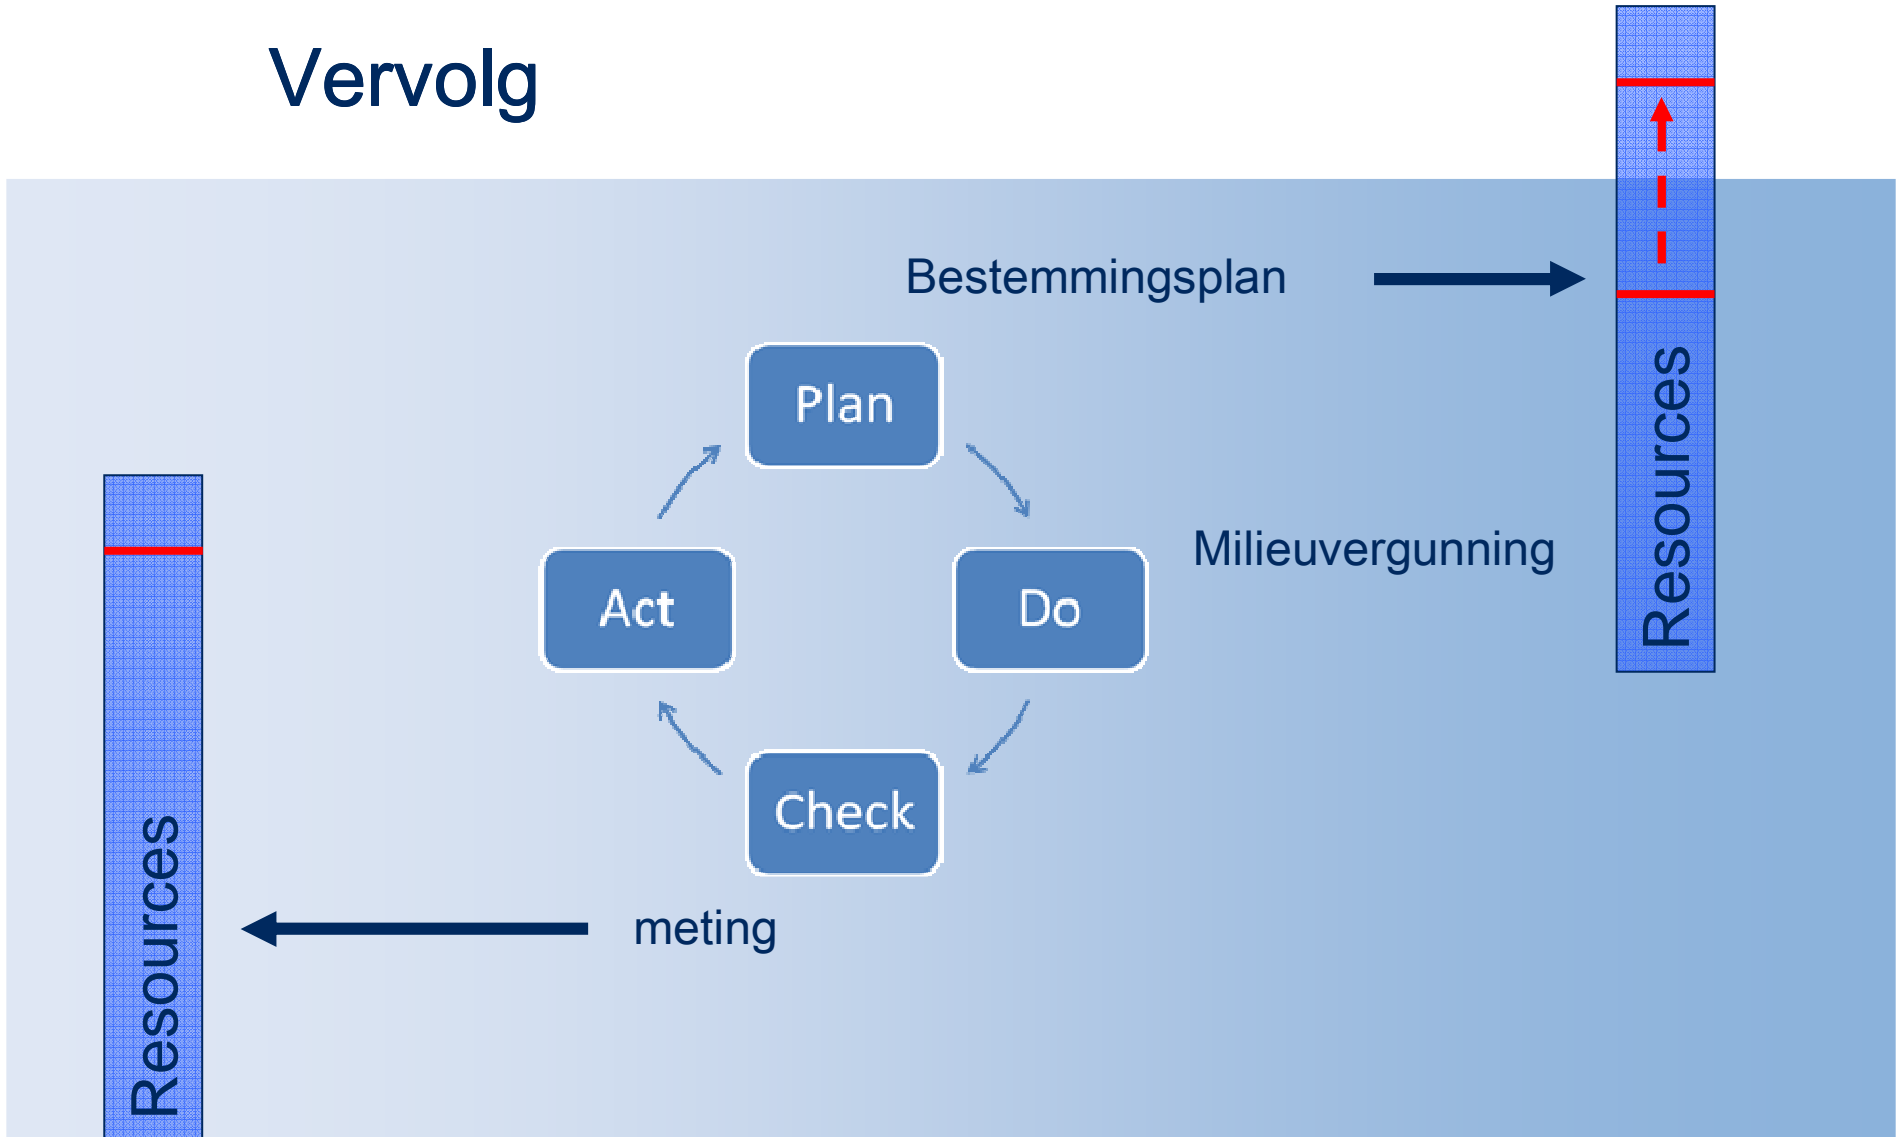 Vervolg
Bestemmingsplan
Plan
Resources
Milieuvergunning
Act
Do
Check
Resources
meting